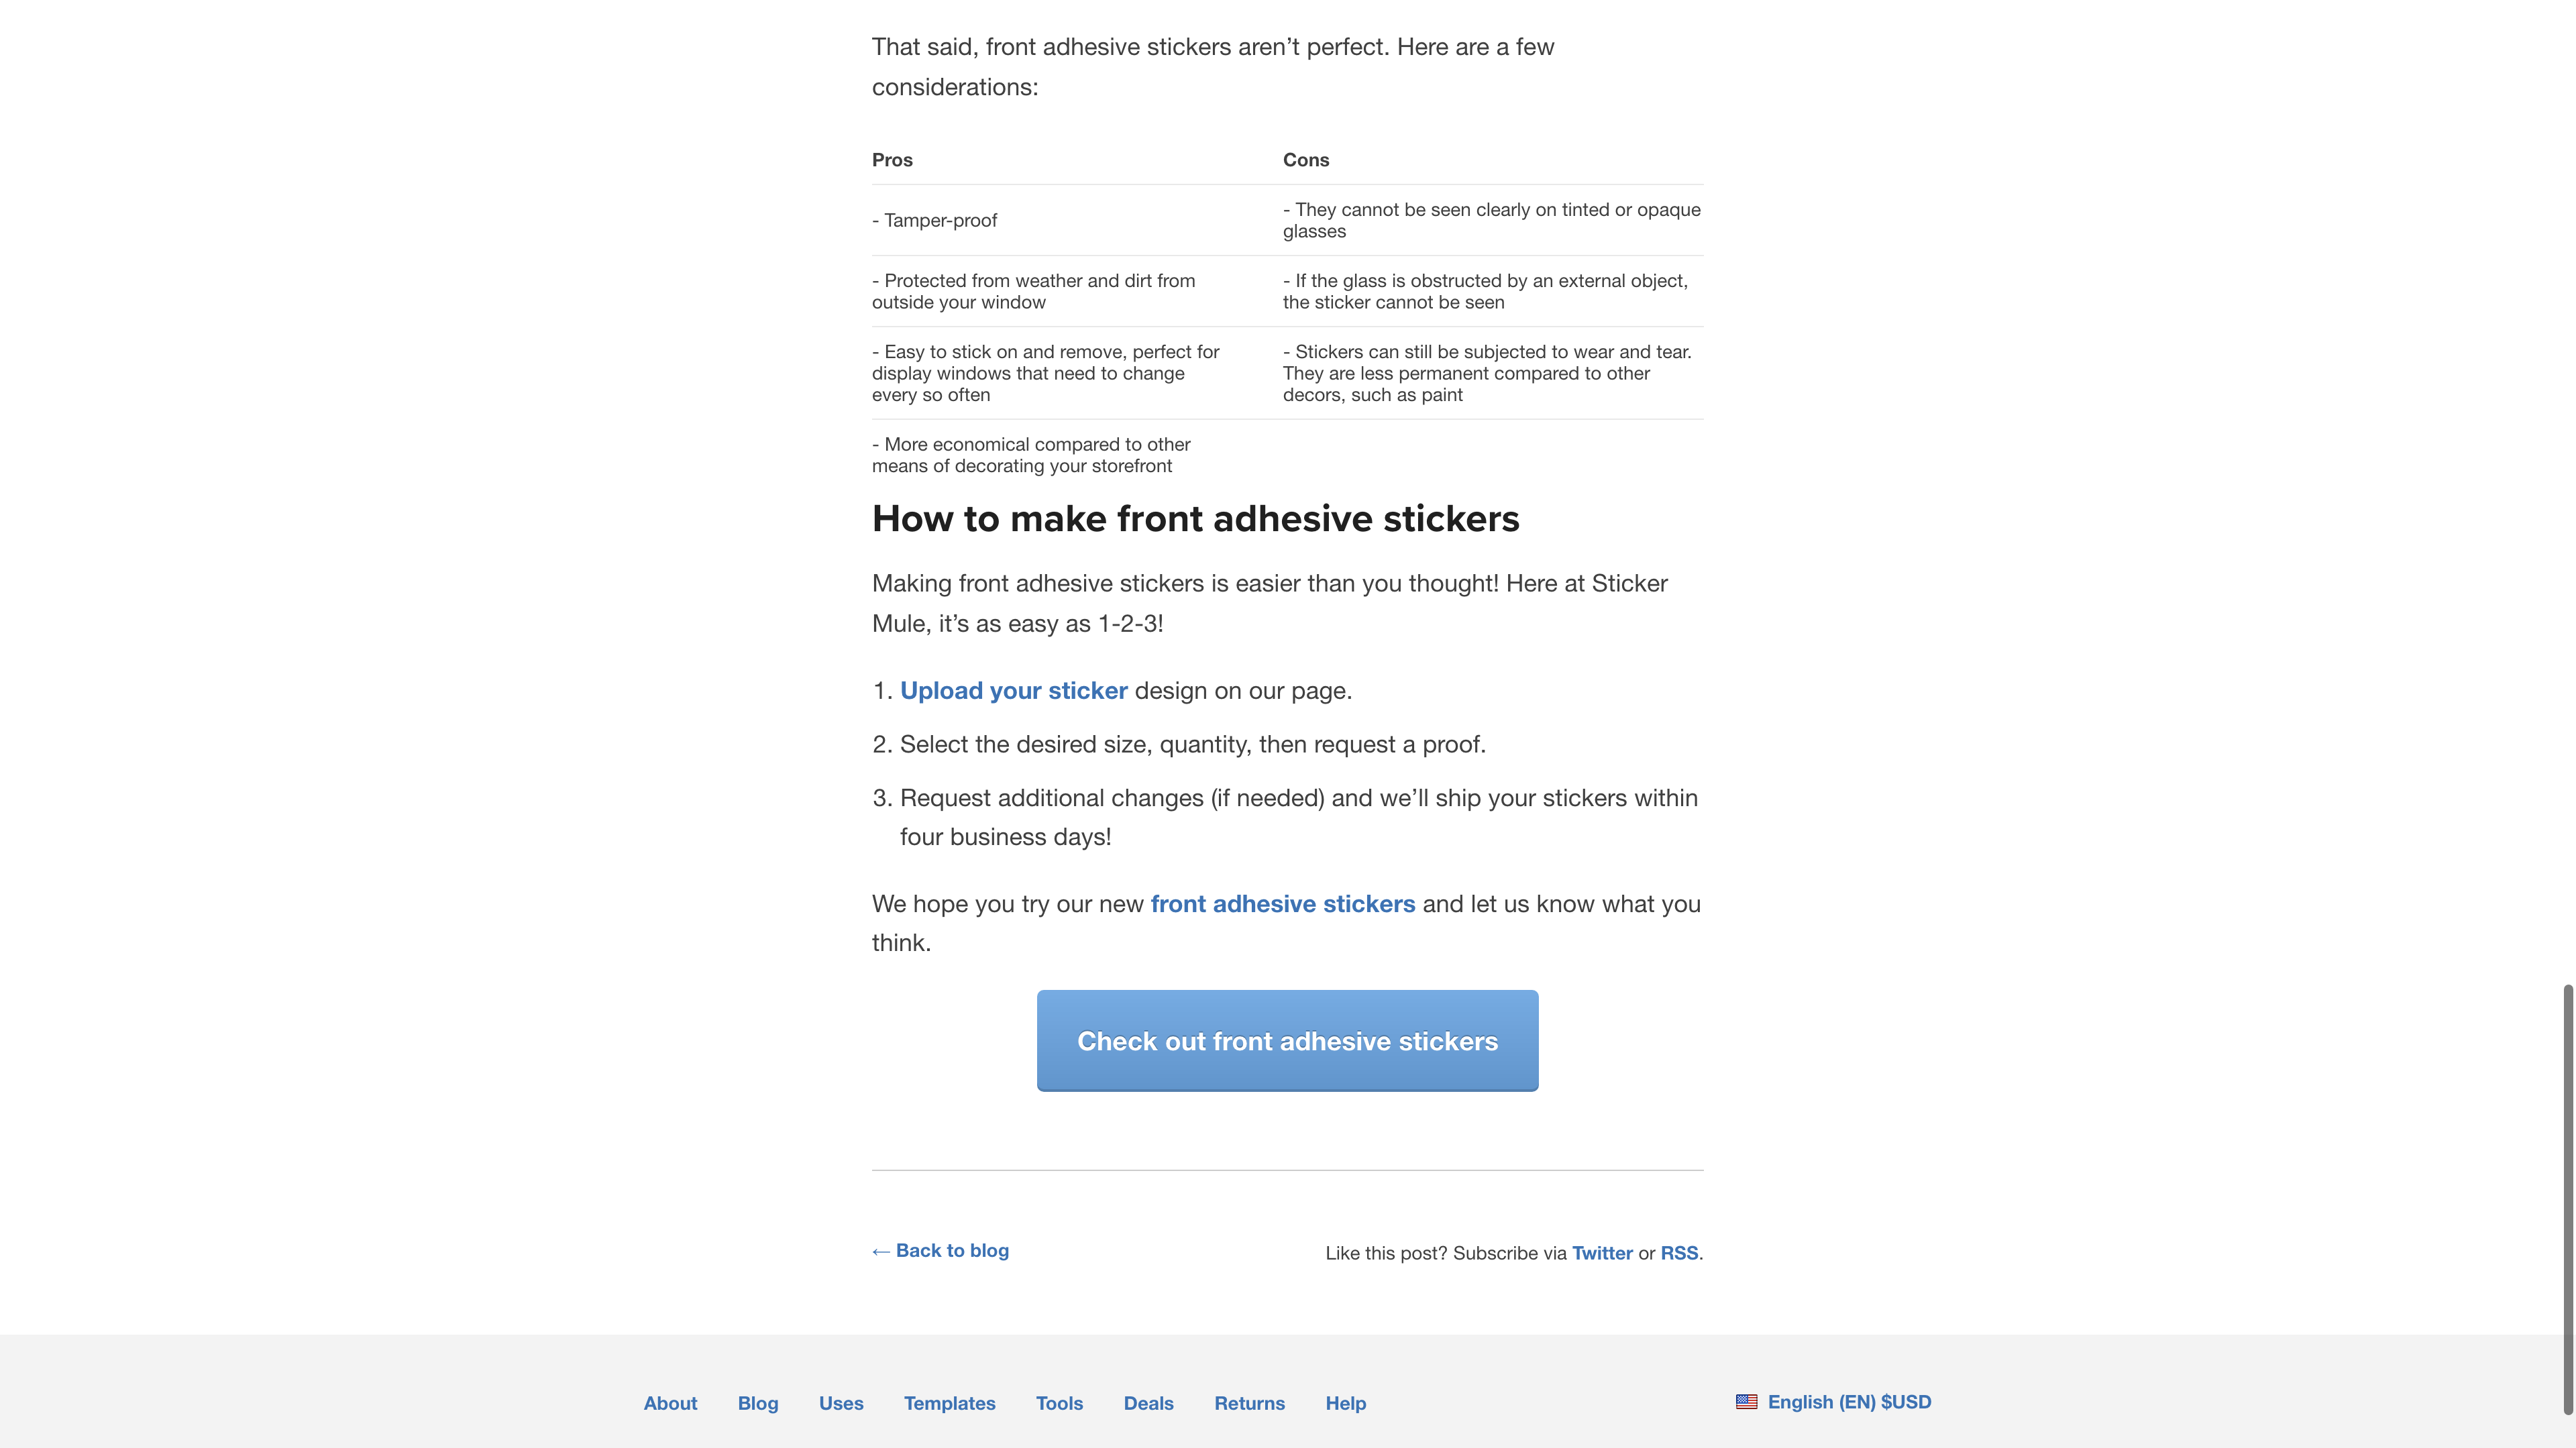 That said, front adhesive stickers aren’t perfect. Here are a few
considerations:
Pros
Cons
- Tamper-proof
- They cannot be seen clearly on tinted or opaque
glasses
- Protected from weather and dirt from
outside your window
- If the glass is obstructed by an external object,
the sticker cannot be seen
- Easy to stick on and remove, perfect for
display windows that need to change
every so often
- Stickers can still be subjected to wear and tear.
They are less permanent compared to other
decors, such as paint
- More economical compared to other
means of decorating your storefront
How to make front adhesive stickers
Making front adhesive stickers is easier than you thought! Here at Sticker
Mule, it’s as easy as 1-2-3!
1. Upload your sticker design on our page.
2. Select the desired size, quantity, then request a proof.
3. Request additional changes (if needed) and we’ll ship your stickers within
four business days!
We hope you try our new front adhesive stickers and let us know what you
think.
Check out front adhesive stickers
← Back to blog
Like this post? Subscribe via Twitter or RSS.
About Blog Uses Templates Tools Deals Returns Help
English (EN) $USD